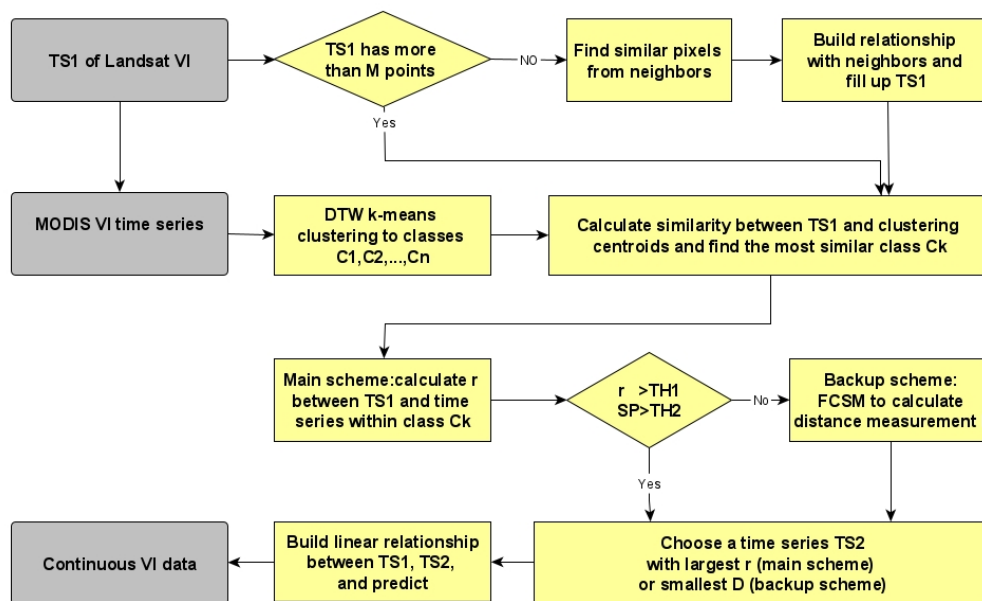 TS1 of Landsat VI
TS1 has more
than M points
NO
Find similar pixels
from neighbors
Build relationship
with neighbors and
fill up TS1
Yes
MODIS VI time series
DTW k-means
clustering to classes
C1,C2,...,Cn
Calculate similarity between TS1 and clustering
centroids and find the most similar class Ck
Main scheme:calculate r
between TS1 and time
series within class Ck
r >TH1
SP>TH2
No
Backup scheme:
FCSM to calculate
distance measurement
Yes
Continuous VI data
Build linear relationship
between TS1, TS2,
and predict
Choose a time series TS2
with largest r (main scheme)
or smallest D (backup scheme)